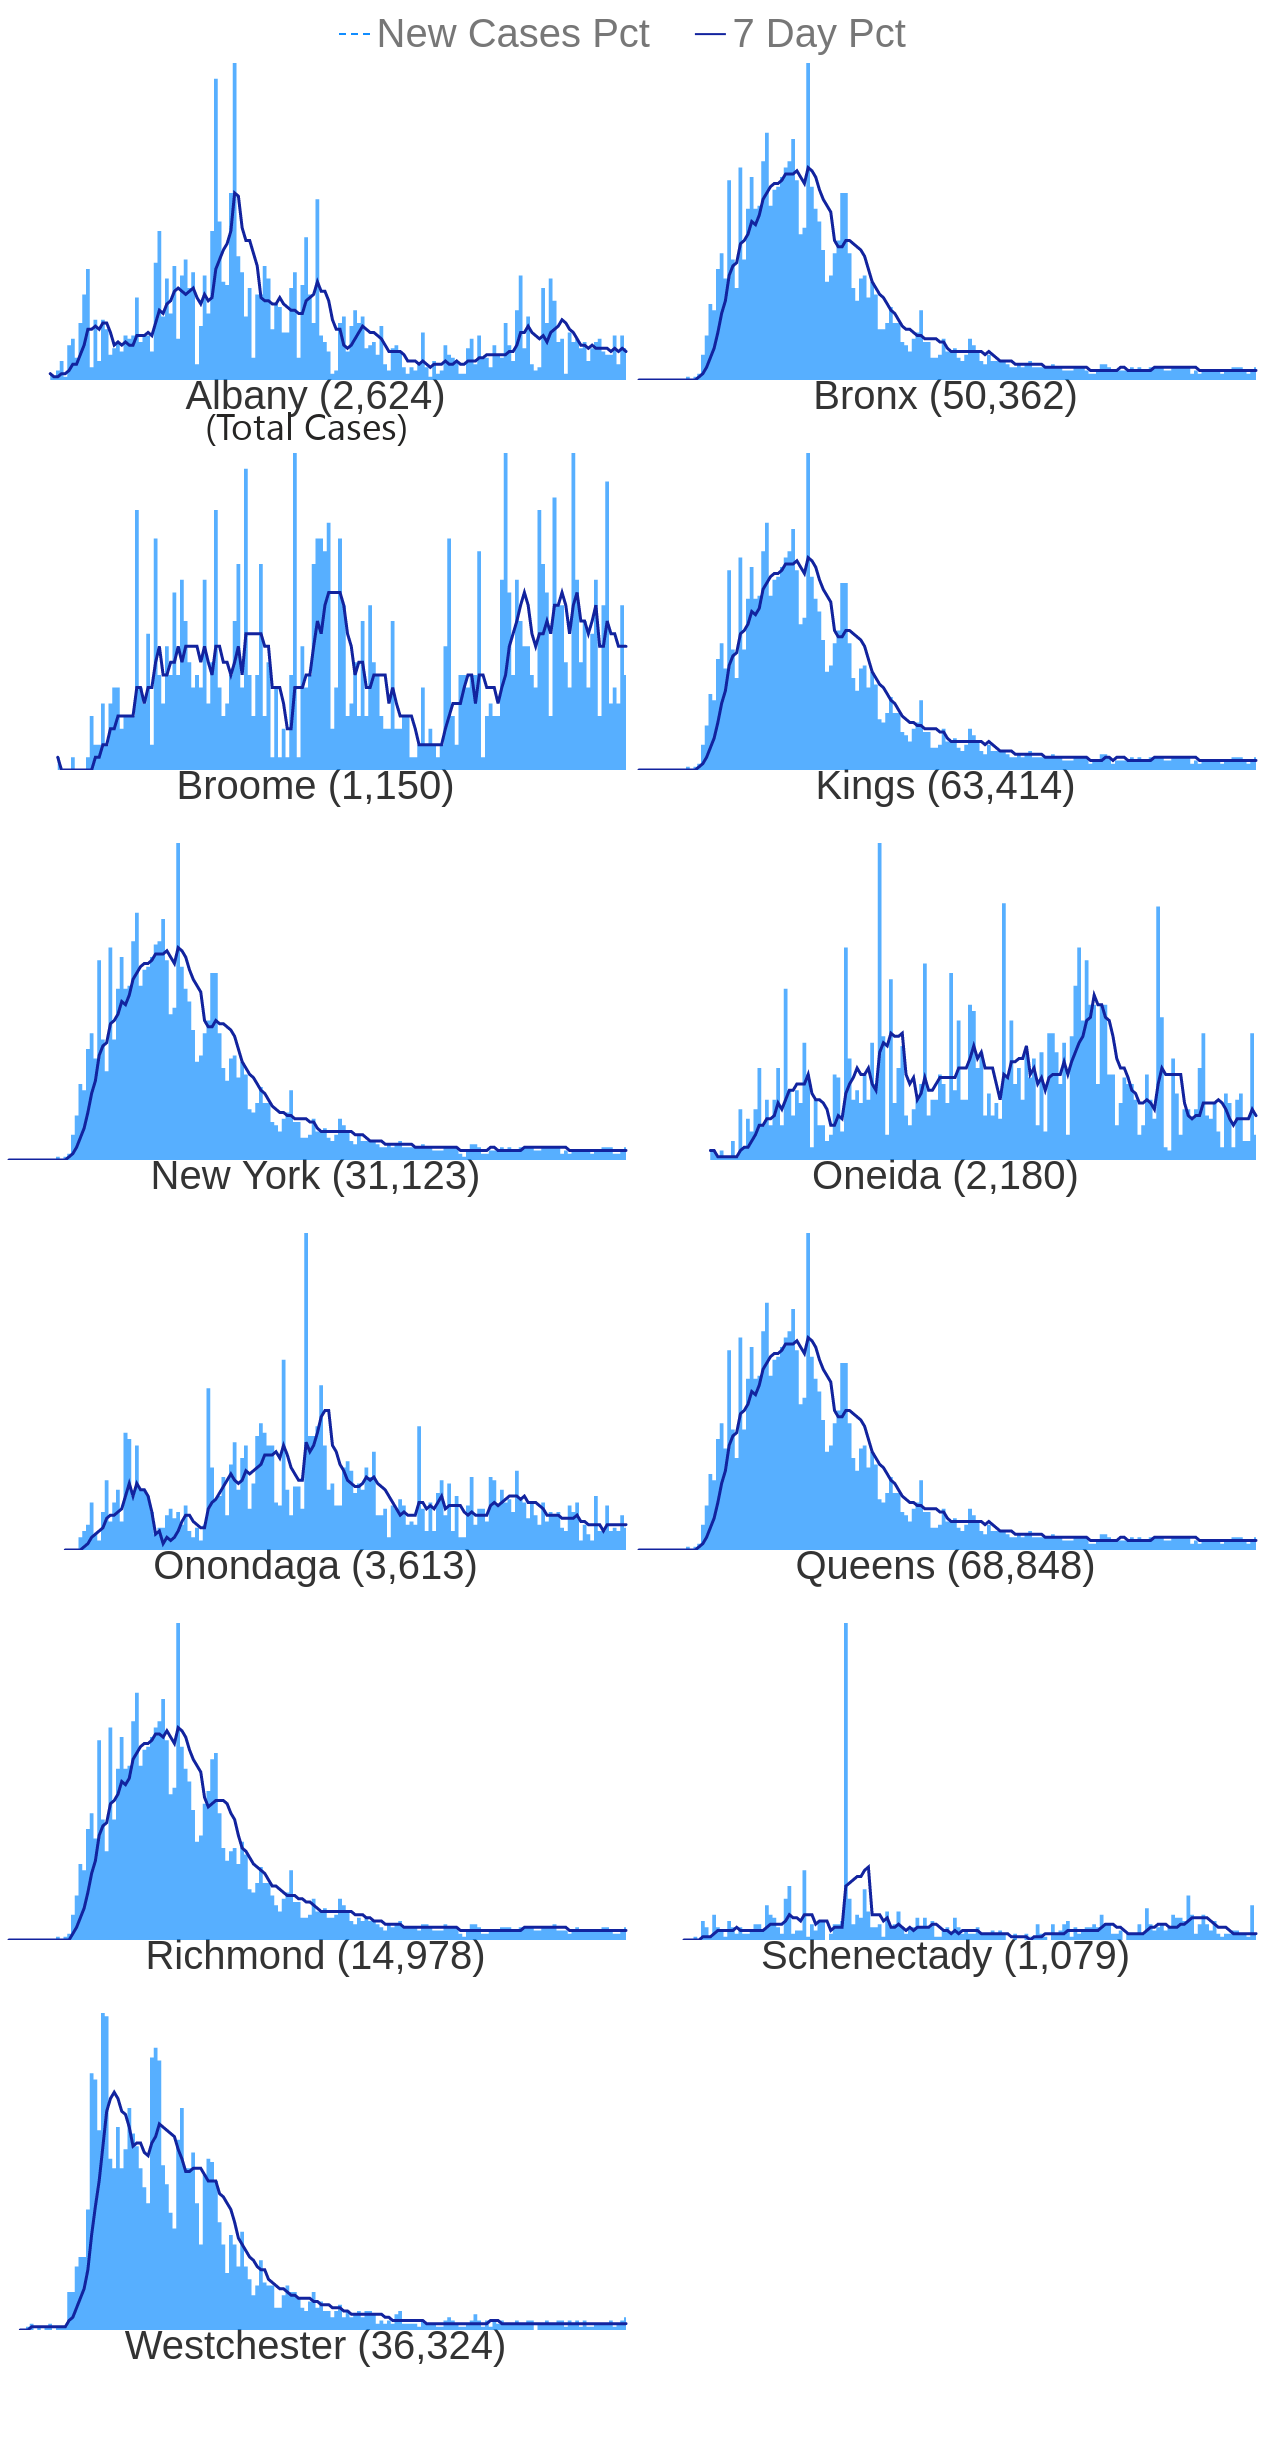 New Cases Pct 7 Day Pct
Albany (2,624)
(Total Cases)
Bronx (50,362)
Broome (1,150)
Kings (63,414)
New York (31,123)
Oneida (2,180)
Onondaga (3,613)
Queens (68,848)
Richmond (14,978)
Schenectady (1,079)
Westchester (36,324)